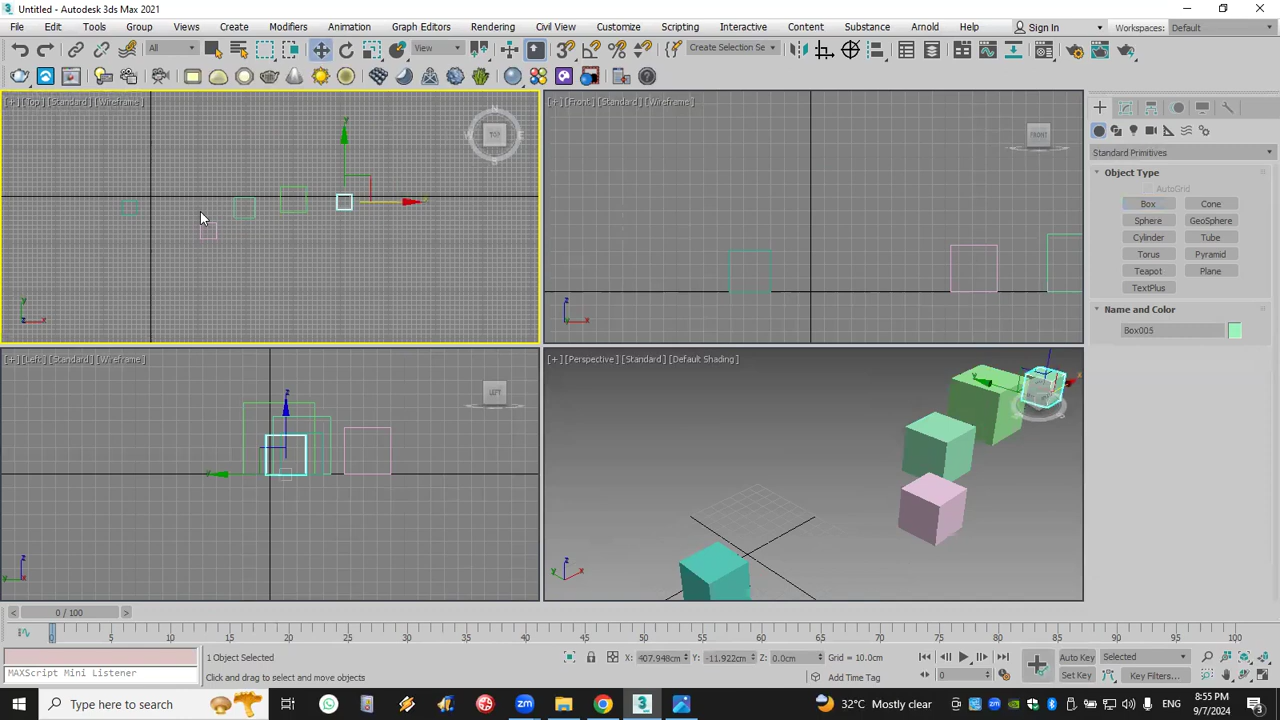 Untitled - Autodesk 3ds Max 2021
File Edit Tools Group Views Create Modifiers Animation Graph Editors Rendering Civil View Customize Scripting Interactive Content Substance Arnold Help Sign In Workspaces: Default
All View Create Selection Se
[+] [Top] [Standard] [Wireframe]
[+] [Front] [Standard] [Wireframe]
TOP
FRONT
Standard Primitives
Object Type
AutoGrid
Box Cone
Sphere GeoSphere
Cylinder Tube
Torus Pyramid
Teapot Plane
TextPlus
Name and Color
Box005
[+] [Left] [Standard] [Wireframe]
[+] [Perspective] [Standard] [Default Shading]
LEFT
0 / 100
0 5 10 15 20 25 30 35 40 45 50 55 60 65 70 75 80 85 90 95 100
1 Object Selected X: 407.948cm Y: -11.922cm Z: 0.0cm Grid = 10.0cm Auto Key Selected
MAXScript Mini Listener Click and drag to select and move objects Add Time Tag 0 Set Key Key Filters...
Type here to search zm 3 MAX 32°C Mostly clear ENG 8:55 PM 9/7/2024